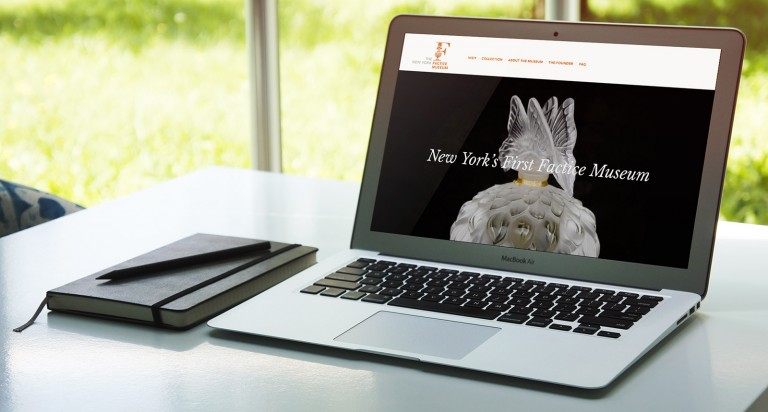 THE
NEW YORK FACTICE
MUSEUM
VISIT COLLECTION ABOUT THE MUSEUM THE FOUNDER FAQ
New York's First Factice Museum
MacBook Air